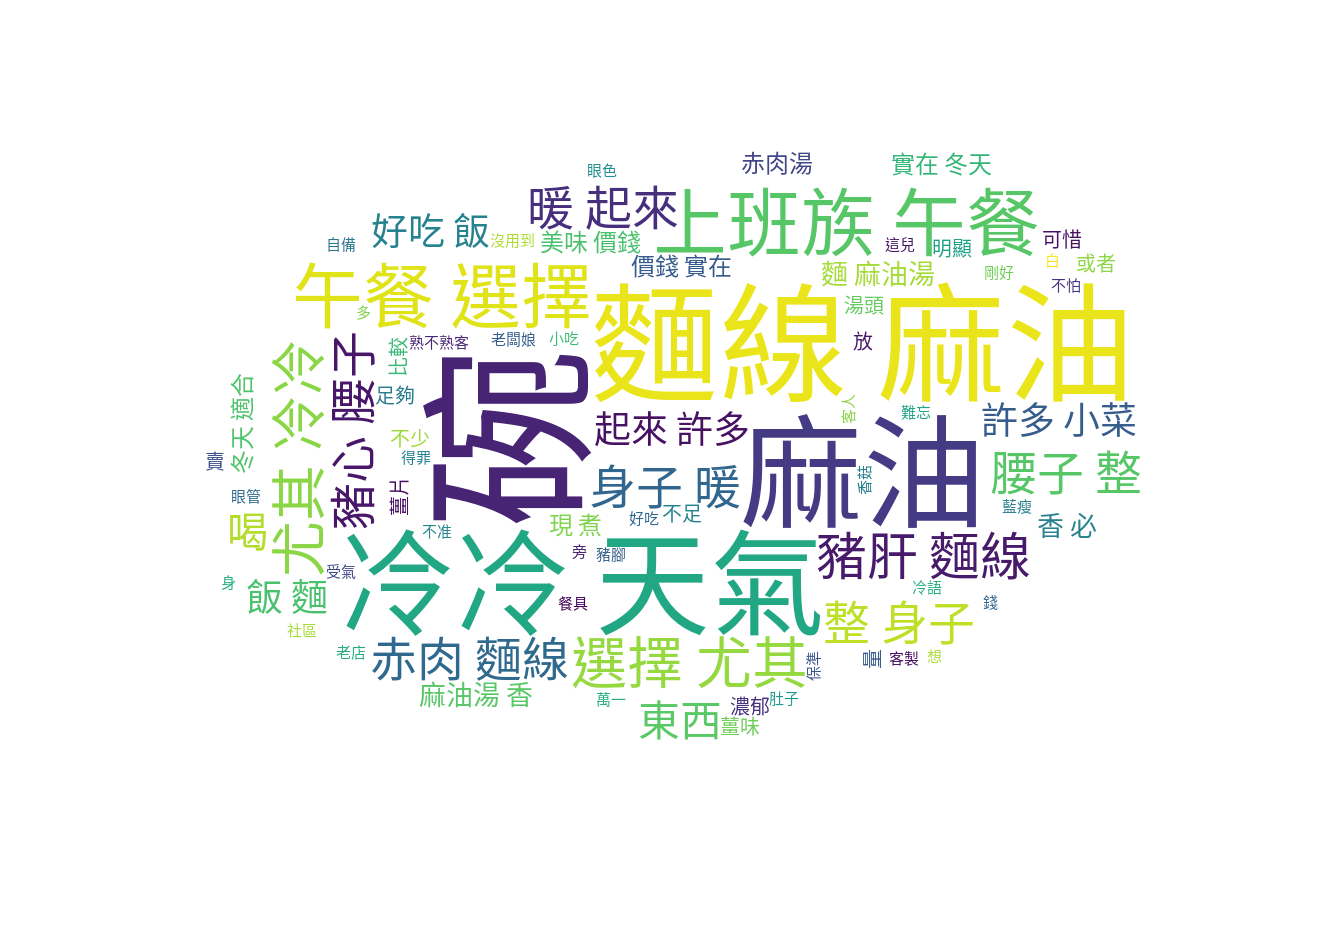 赤肉湯
實在 冬天
眼色
暖 起來
上班族 午餐
好吃 飯
自備
沒用到
美味 價錢
這兒
明顯
可惜
價錢 實在
麵 麻油湯
剛好
白
或者
不怕
午餐 選擇
多
麵線 麻油
湯頭
放
熟不熟客
老闆娘
小吃
比較
豬心 腰子
尤其 冷冷
冬天 適合
足夠
碗
客人
難忘
起來 許多
麻油
許多 小菜
不少
得罪
賣
眼管
薑片
身子 暖
香菇
腰子 整
藍瘦
香 必
喝
不准
現 煮
好吃
不足
旁
豬腳
冷冷 天氣
豬肝 麵線
受氣
身
飯 麵
餐具
冷語
錢
社區
整 身子
老店
赤肉 麵線
選擇 尤其
保準
量
客製
想
麻油湯 香
萬一
東西
濃郁
肚子
薑味